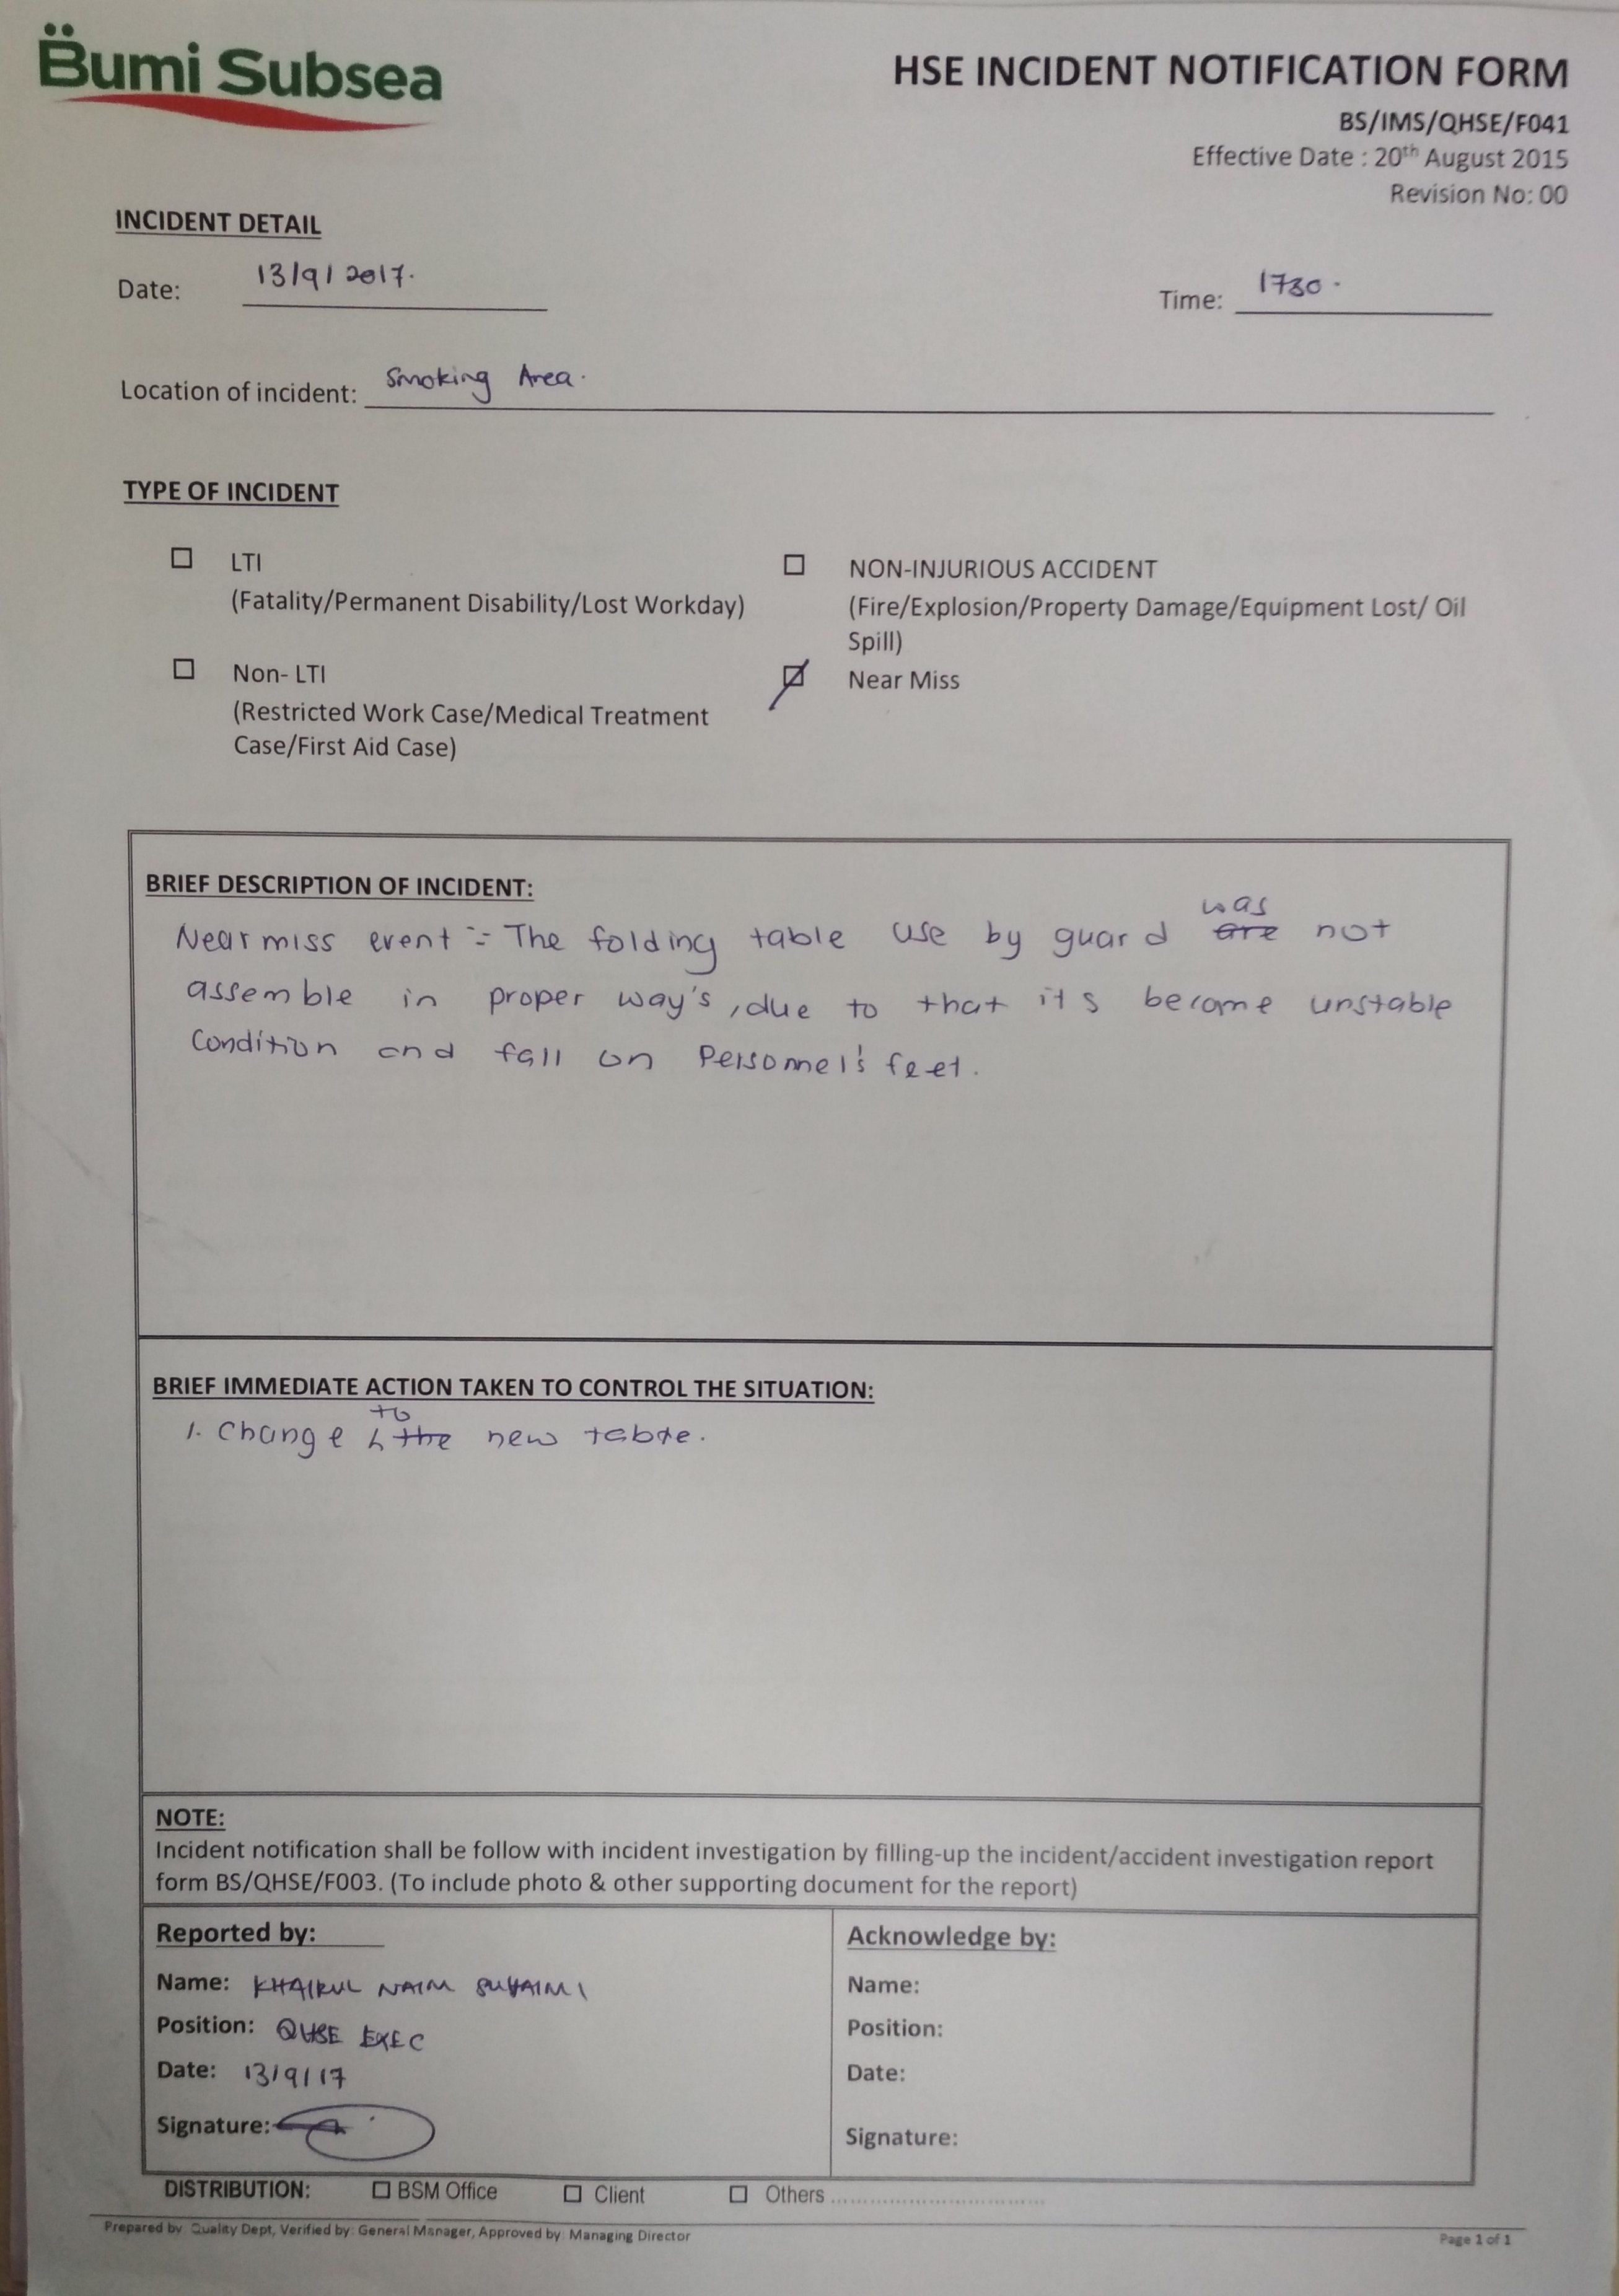 Bumi Subsea
HSE INCIDENT NOTIFICATION FORM
BS/IMS/QHSE/F041
Effective Date : 20th August 2015
Revision No: 00
INCIDENT DETAIL
Date: 13/9/2017.
Time: 1730.
Location of incident: Smoking Area.
TYPE OF INCIDENT
☐ LTI
(Fatality/Permanent Disability/Lost Workday)
☐ NON-INJURIOUS ACCIDENT
(Fire/Explosion/Property Damage/Equipment Lost/ Oil
Spill)
☐ Non- LTI
(Restricted Work Case/Medical Treatment
Case/First Aid Case)
☑ Near Miss
BRIEF DESCRIPTION OF INCIDENT:
Near miss event :- The folding table use by guard ~~are~~ was not
assemble in proper way's, due to that it's become unstable
Condition and fall on Personnel's feet.
BRIEF IMMEDIATE ACTION TAKEN TO CONTROL THE SITUATION:
1. Change to ~~the~~ new table.
NOTE:
Incident notification shall be follow with incident investigation by filling-up the incident/accident investigation report
form BS/QHSE/F003. (To include photo & other supporting document for the report)
Reported by:
Name: KHAIRUL NAIM SUHAIMI
Position: QHSE EXEC
Date: 13/9/17
Signature:
Acknowledge by:
Name:
Position:
Date:
Signature:
DISTRIBUTION: ☐ BSM Office ☐ Client ☐ Others ................................
Prepared by: Quality Dept, Verified by: General Manager, Approved by: Managing Director
Page 1 of 1